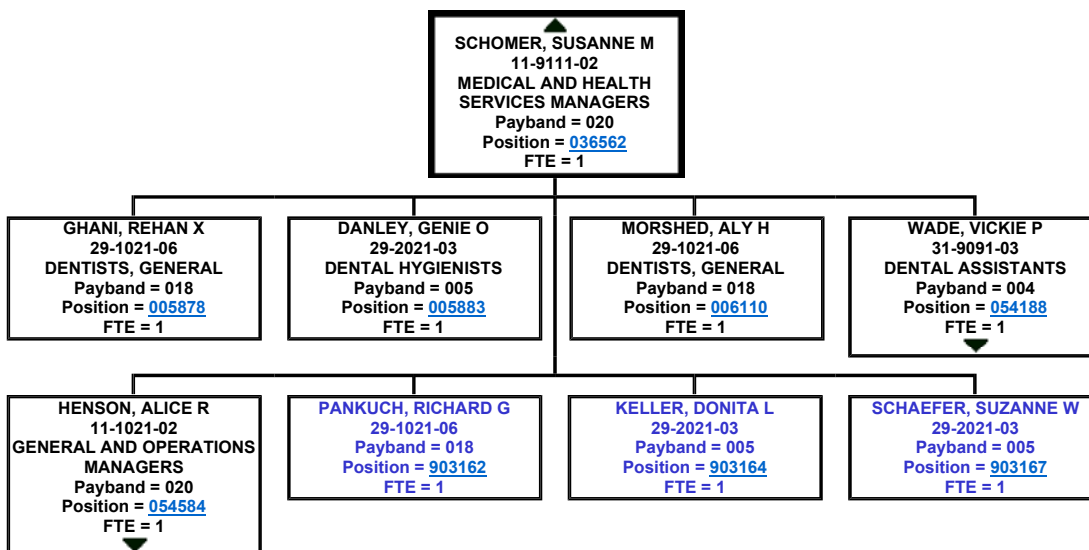 SCHOMER, SUSANNE M
11-9111-02
MEDICAL AND HEALTH
SERVICES MANAGERS
Payband = 020
Position = 036562
FTE = 1
GHANI, REHAN X
29-1021-06
DENTISTS, GENERAL
Payband = 018
Position = 005878
FTE = 1
DANLEY, GENIE O
29-2021-03
DENTAL HYGIENISTS
Payband = 005
Position = 005883
FTE = 1
MORSHED, ALY H
29-1021-06
DENTISTS, GENERAL
Payband = 018
Position = 006110
FTE = 1
WADE, VICKIE P
31-9091-03
DENTAL ASSISTANTS
Payband = 004
Position = 054188
FTE = 1
HENSON, ALICE R
11-1021-02
GENERAL AND OPERATIONS
MANAGERS
Payband = 020
Position = 054584
FTE = 1
PANKUCH, RICHARD G
29-1021-06
Payband = 018
Position = 903162
FTE = 1
KELLER, DONITA L
29-2021-03
Payband = 005
Position = 903164
FTE = 1
SCHAEFER, SUZANNE W
29-2021-03
Payband = 005
Position = 903167
FTE = 1